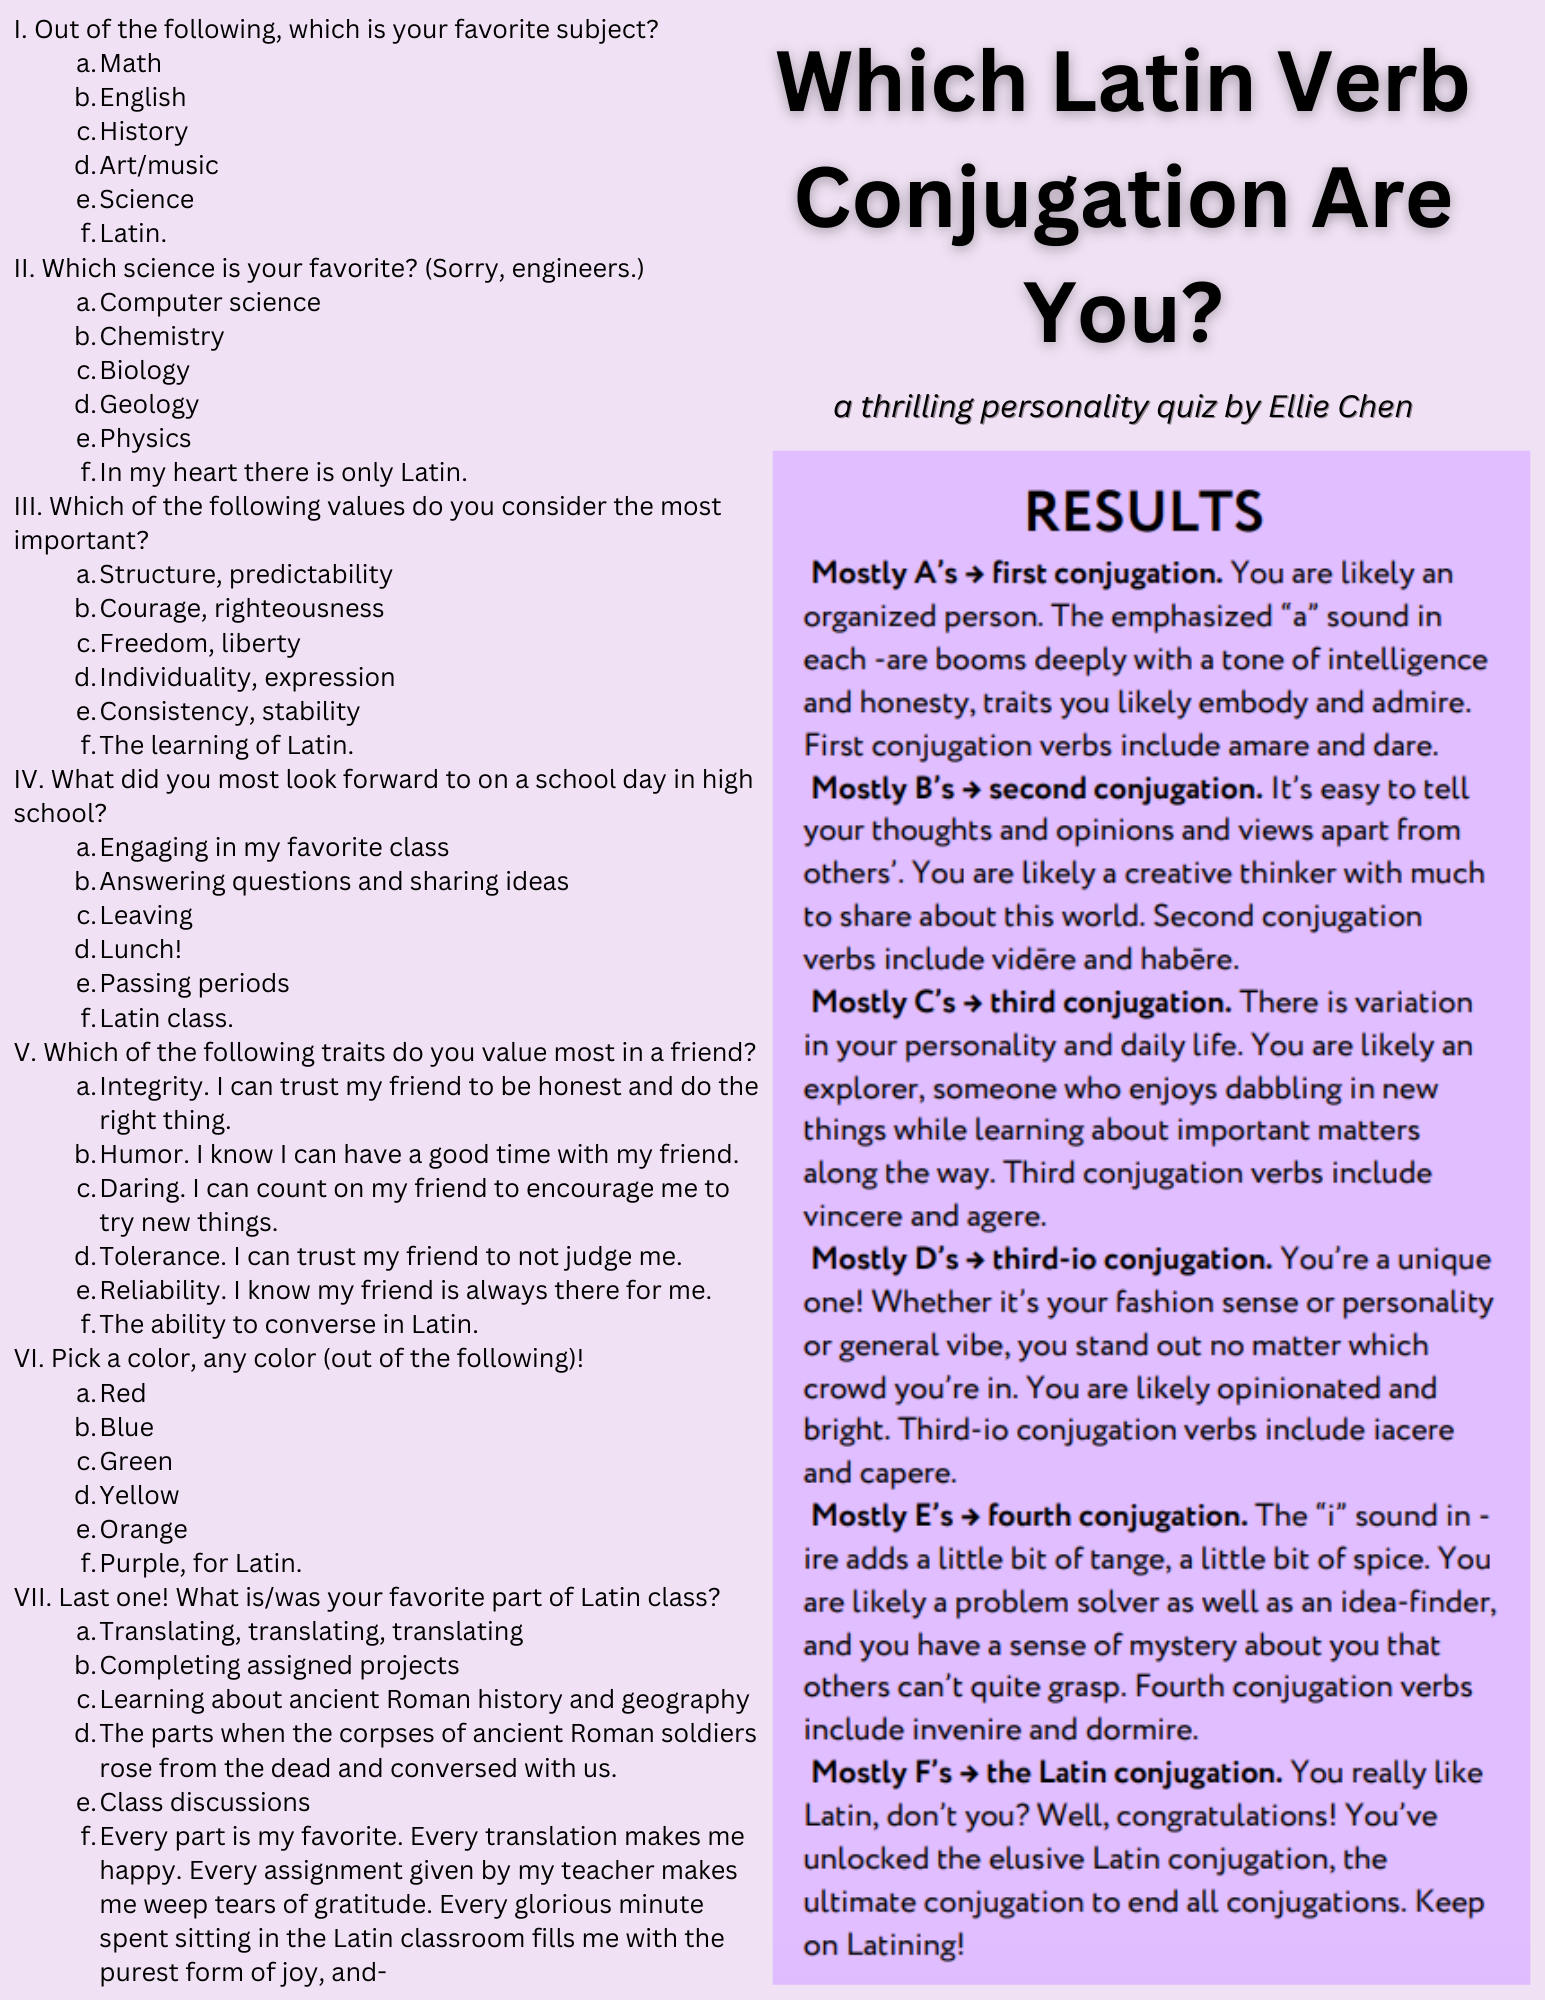 I. Out of the following, which is your favorite subject?
a. Math
b. English
c. History
d. Art/music
e. Science
f. Latin.
II. Which science is your favorite? (Sorry, engineers.)
a. Computer science
b. Chemistry
c. Biology
d. Geology
e. Physics
f. In my heart there is only Latin.
III. Which of the following values do you consider the most
important?
a. Structure, predictability
b. Courage, righteousness
c. Freedom, liberty
d. Individuality, expression
e. Consistency, stability
f. The learning of Latin.
IV. What did you most look forward to on a school day in high
school?
a. Engaging in my favorite class
b. Answering questions and sharing ideas
c. Leaving
d. Lunch!
e. Passing periods
f. Latin class.
V. Which of the following traits do you value most in a friend?
a. Integrity. I can trust my friend to be honest and do the
right thing.
b. Humor. I know I can have a good time with my friend.
c. Daring. I can count on my friend to encourage me to
try new things.
d. Tolerance. I can trust my friend to not judge me.
e. Reliability. I know my friend is always there for me.
f. The ability to converse in Latin.
VI. Pick a color, any color (out of the following)!
a. Red
b. Blue
c. Green
d. Yellow
e. Orange
f. Purple, for Latin.
VII. Last one! What is/was your favorite part of Latin class?
a. Translating, translating, translating
b. Completing assigned projects
c. Learning about ancient Roman history and geography
d. The parts when the corpses of ancient Roman soldiers
rose from the dead and conversed with us.
e. Class discussions
f. Every part is my favorite. Every translation makes me
happy. Every assignment given by my teacher makes
me weep tears of gratitude. Every glorious minute
spent sitting in the Latin classroom fills me with the
purest form of joy, and-
Which Latin Verb
Conjugation Are
You?
a thrilling personality quiz by Ellie Chen
RESULTS
Mostly A's → first conjugation. You are likely an
organized person. The emphasized “a” sound in
each -are booms deeply with a tone of intelligence
and honesty, traits you likely embody and admire.
First conjugation verbs include amare and dare.
Mostly B's → second conjugation. It's easy to tell
your thoughts and opinions and views apart from
others'. You are likely a creative thinker with much
to share about this world. Second conjugation
verbs include vidēre and habēre.
Mostly C's → third conjugation. There is variation
in your personality and daily life. You are likely an
explorer, someone who enjoys dabbling in new
things while learning about important matters
along the way. Third conjugation verbs include
vincere and agere.
Mostly D's → third-io conjugation. You're a unique
one! Whether it's your fashion sense or personality
or general vibe, you stand out no matter which
crowd you're in. You are likely opinionated and
bright. Third-io conjugation verbs include iacere
and capere.
Mostly E's → fourth conjugation. The “i” sound in -
ire adds a little bit of tange, a little bit of spice. You
are likely a problem solver as well as an idea-finder,
and you have a sense of mystery about you that
others can't quite grasp. Fourth conjugation verbs
include invenire and dormire.
Mostly F's → the Latin conjugation. You really like
Latin, don't you? Well, congratulations! You've
unlocked the elusive Latin conjugation, the
ultimate conjugation to end all conjugations. Keep
on Latining!